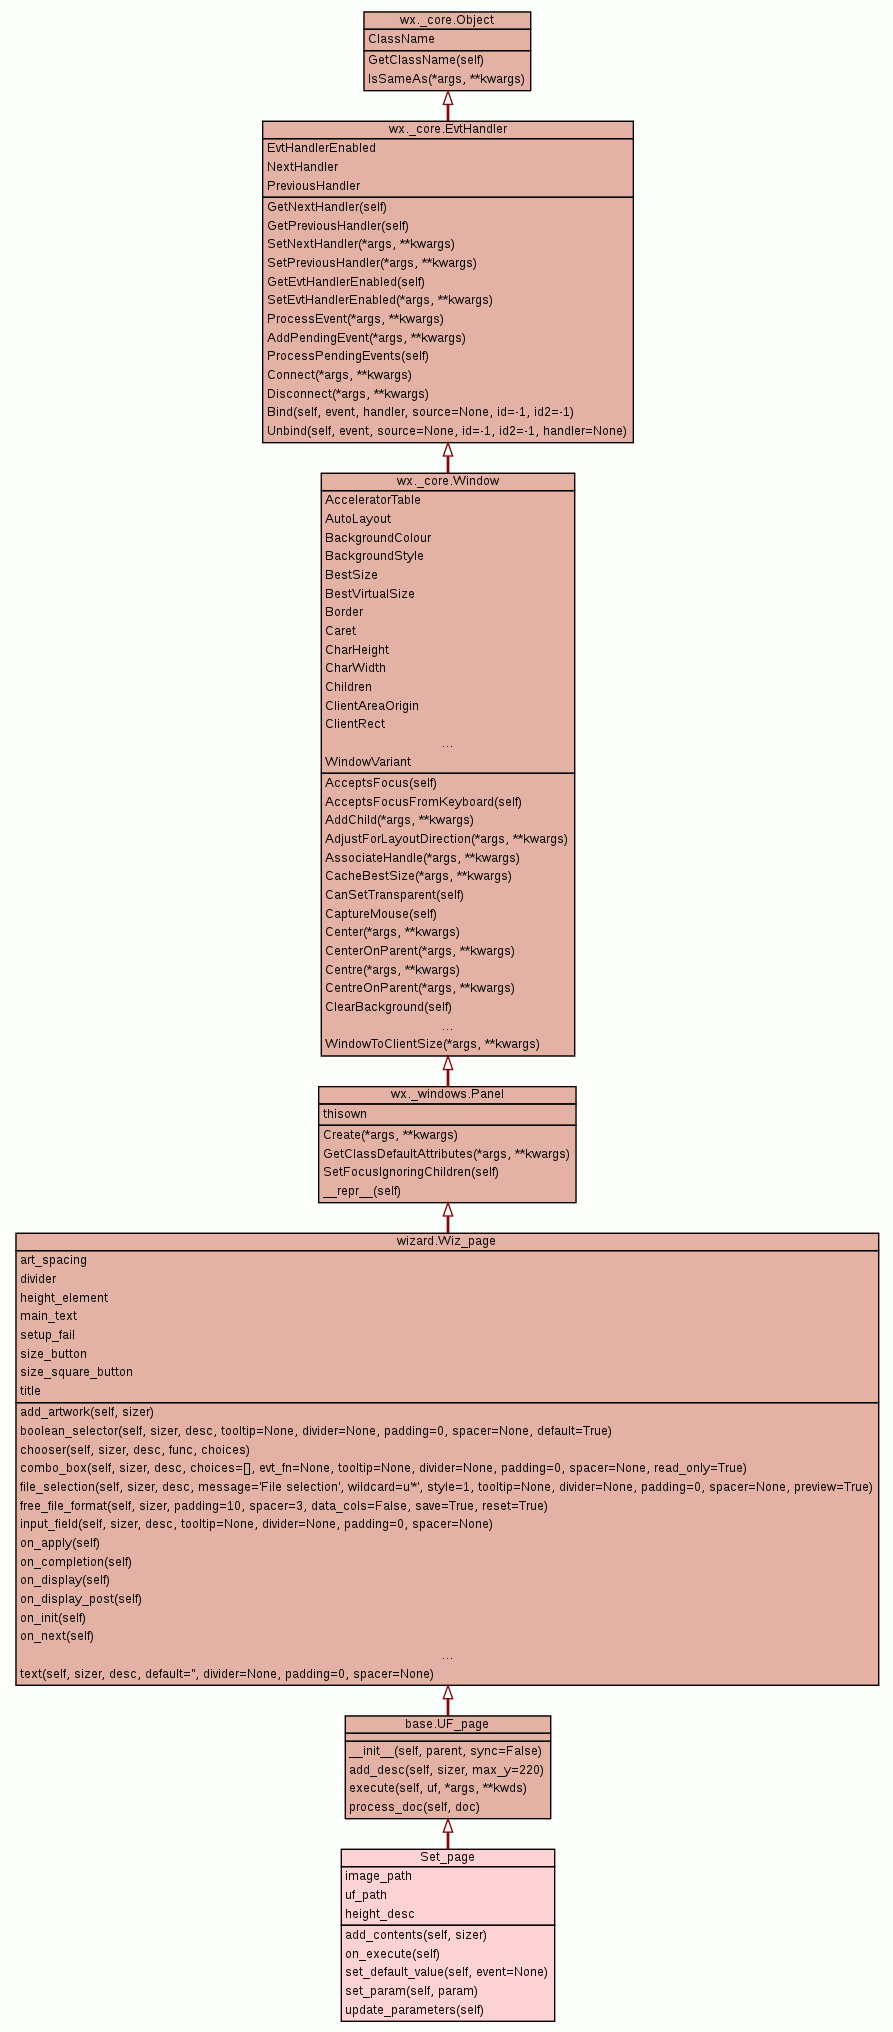 wx._core.Object
ClassName
GetClassName(self)
IsSameAs(*args, **kwargs)
wx._core.EvtHandler
EvtHandlerEnabled
NextHandler
PreviousHandler
GetNextHandler(self)
GetPreviousHandler(self)
SetNextHandler(*args, **kwargs)
SetPreviousHandler(*args, **kwargs)
GetEvtHandlerEnabled(self)
SetEvtHandlerEnabled(*args, **kwargs)
ProcessEvent(*args, **kwargs)
AddPendingEvent(*args, **kwargs)
ProcessPendingEvents(self)
Connect(*args, **kwargs)
Disconnect(*args, **kwargs)
Bind(self, event, handler, source=None, id=-1, id2=-1)
Unbind(self, event, source=None, id=-1, id2=-1, handler=None)
wx._core.Window
AcceleratorTable
AutoLayout
BackgroundColour
BackgroundStyle
BestSize
BestVirtualSize
Border
Caret
CharHeight
CharWidth
Children
ClientAreaOrigin
ClientRect
...
WindowVariant
AcceptsFocus(self)
AcceptsFocusFromKeyboard(self)
AddChild(*args, **kwargs)
AdjustForLayoutDirection(*args, **kwargs)
AssociateHandle(*args, **kwargs)
CacheBestSize(*args, **kwargs)
CanSetTransparent(self)
CaptureMouse(self)
Center(*args, **kwargs)
CenterOnParent(*args, **kwargs)
Centre(*args, **kwargs)
CentreOnParent(*args, **kwargs)
ClearBackground(self)
...
WindowToClientSize(*args, **kwargs)
wx._windows.Panel
thisown
Create(*args, **kwargs)
GetClassDefaultAttributes(*args, **kwargs)
SetFocusIgnoringChildren(self)
__repr__(self)
wizard.Wiz_page
art_spacing
divider
height_element
main_text
setup_fail
size_button
size_square_button
title
add_artwork(self, sizer)
boolean_selector(self, sizer, desc, tooltip=None, divider=None, padding=0, spacer=None, default=True)
chooser(self, sizer, desc, func, choices)
combo_box(self, sizer, desc, choices=[], evt_fn=None, tooltip=None, divider=None, padding=0, spacer=None, read_only=True)
file_selection(self, sizer, desc, message='File selection', wildcard=u'*', style=1, tooltip=None, divider=None, padding=0, spacer=None, preview=True)
free_file_format(self, sizer, padding=10, spacer=3, data_cols=False, save=True, reset=True)
input_field(self, sizer, desc, tooltip=None, divider=None, padding=0, spacer=None)
on_apply(self)
on_completion(self)
on_display(self)
on_display_post(self)
on_init(self)
on_next(self)
...
text(self, sizer, desc, default='', divider=None, padding=0, spacer=None)
base.UF_page
__init__(self, parent, sync=False)
add_desc(self, sizer, max_y=220)
execute(self, uf, *args, **kwds)
process_doc(self, doc)
Set_page
image_path
uf_path
height_desc
add_contents(self, sizer)
on_execute(self)
set_default_value(self, event=None)
set_param(self, param)
update_parameters(self)